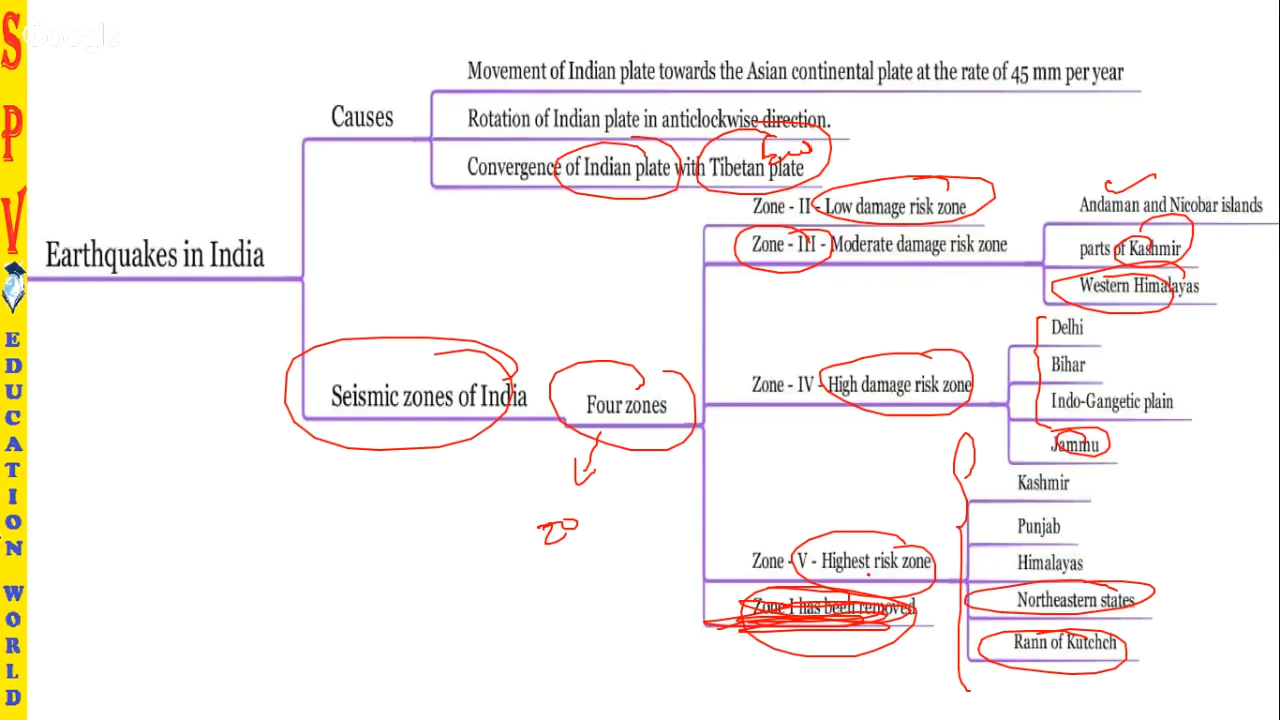 SPV EDUCATION WORLD
Google
Earthquakes in India
Causes
Movement of Indian plate towards the Asian continental plate at the rate of 45 mm per year
Rotation of Indian plate in anticlockwise direction.
Convergence of Indian plate with Tibetan plate
Seismic zones of India
Four zones
Zone - II - Low damage risk zone
Zone - III - Moderate damage risk zone
Andaman and Nicobar islands
parts of Kashmir
Western Himalayas
Zone - IV - High damage risk zone
Delhi
Bihar
Indo-Gangetic plain
Jammu
Zone - V - Highest risk zone
Kashmir
Punjab
Himalayas
Northeastern states
Rann of Kutchch
Zone I has been removed